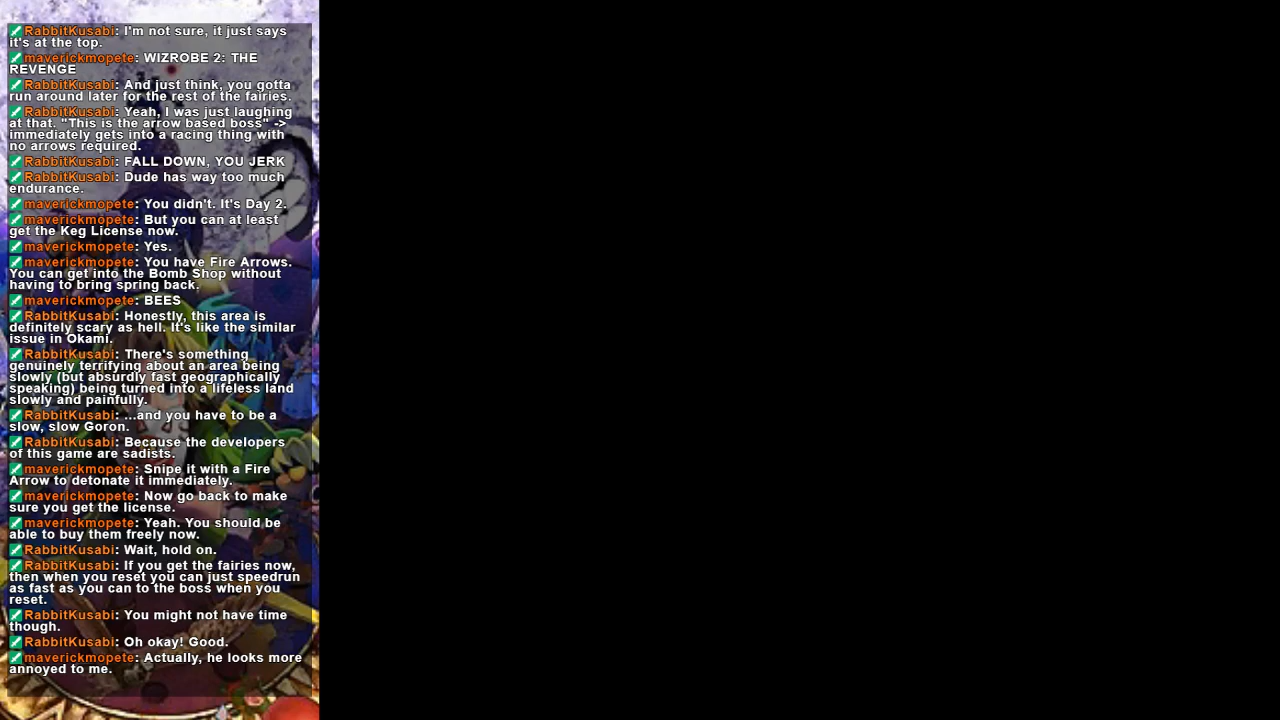 RabbitKusabi: I'm not sure, it just says
it's at the top.
maverickmopete: WIZROBE 2: THE
REVENGE
RabbitKusabi: And just think, you gotta
run around later for the rest of the fairies.
RabbitKusabi: Yeah, I was just laughing
at that. "This is the arrow based boss" ->
immediately gets into a racing thing with
no arrows required.
RabbitKusabi: FALL DOWN, YOU JERK
RabbitKusabi: Dude has way too much
endurance.
maverickmopete: You didn't. It's Day 2.
maverickmopete: But you can at least
get the Keg License now.
maverickmopete: Yes.
maverickmopete: You have Fire Arrows.
You can get into the Bomb Shop without
having to bring spring back.
maverickmopete: BEES
RabbitKusabi: Honestly, this area is
definitely scary as hell. It's like the similar
issue in Okami.
RabbitKusabi: There's something
genuinely terrifying about an area being
slowly (but absurdly fast geographically
speaking) being turned into a lifeless land
slowly and painfully.
RabbitKusabi: ...and you have to be a
slow, slow Goron.
RabbitKusabi: Because the developers
of this game are sadists.
maverickmopete: Snipe it with a Fire
Arrow to detonate it immediately.
maverickmopete: Now go back to make
sure you get the license.
maverickmopete: Yeah. You should be
able to buy them freely now.
RabbitKusabi: Wait, hold on.
RabbitKusabi: If you get the fairies now,
then when you reset you can just speedrun
as fast as you can to the boss when you
reset.
RabbitKusabi: You might not have time
though.
RabbitKusabi: Oh okay! Good.
maverickmopete: Actually, he looks more
annoyed to me.